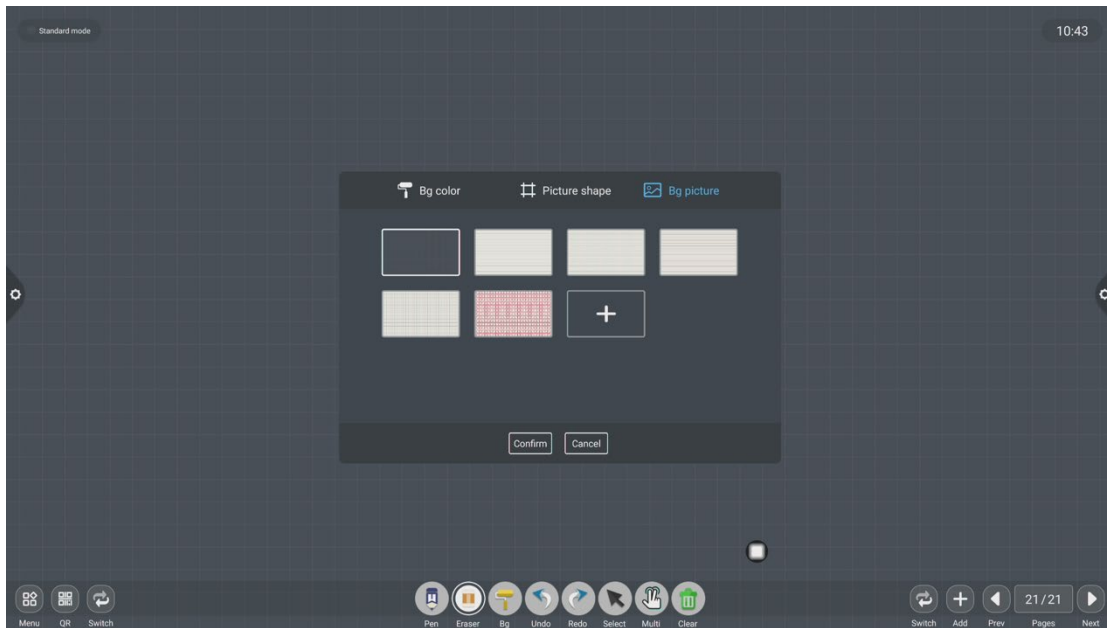 Standard mode
10:43
Bg color Picture shape Bg picture
Confirm Cancel
21/21
Menu QR Switch Pen Eraser Bg Undo Redo Select Multi Clear Switch Add Prev Pages Next